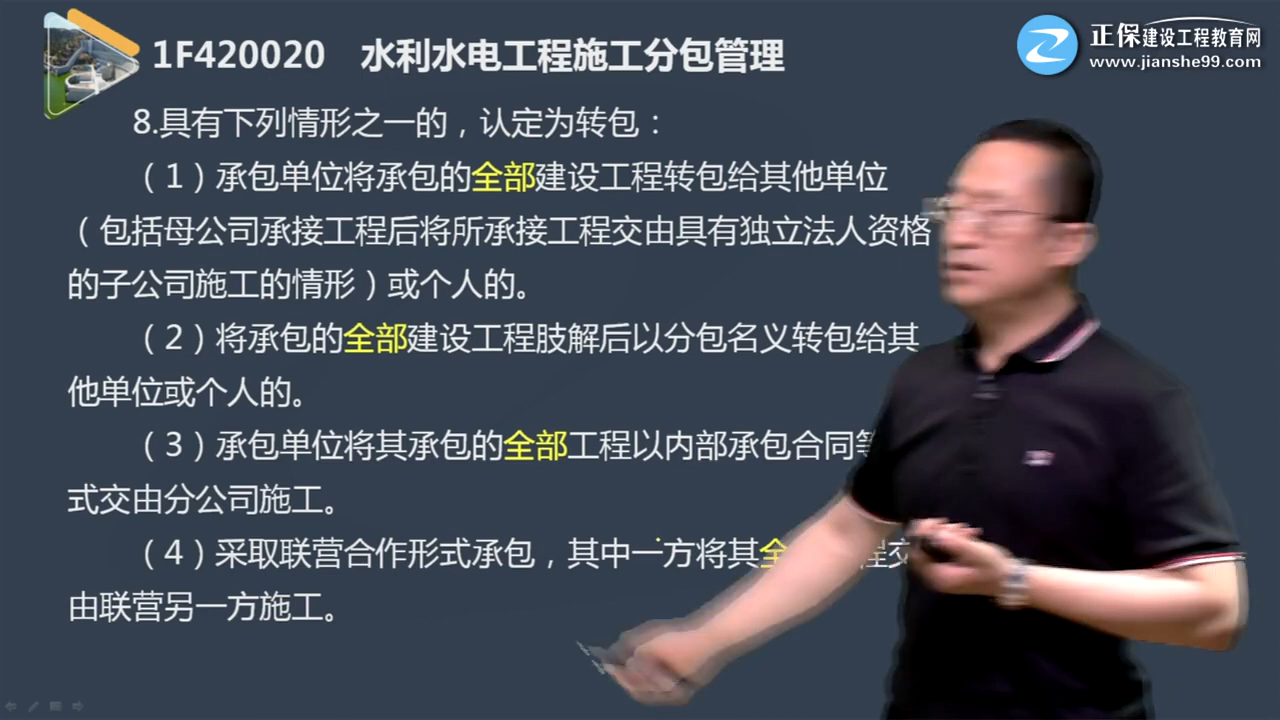 1F420020 水利水电工程施工分包管理
正保建设工程教育网
www.jianshe99.com
8.具有下列情形之一的，认定为转包：
（1）承包单位将承包的全部建设工程转包给其他单位
（包括母公司承接工程后将所承接工程交由具有独立法人资格
的子公司施工的情形）或个人的。
（2）将承包的全部建设工程肢解后以分包名义转包给其
他单位或个人的。
（3）承包单位将其承包的全部工程以内部承包合同等
式交由分公司施工。
（4）采取联营合作形式承包，其中一方将其全 程交
由联营另一方施工。